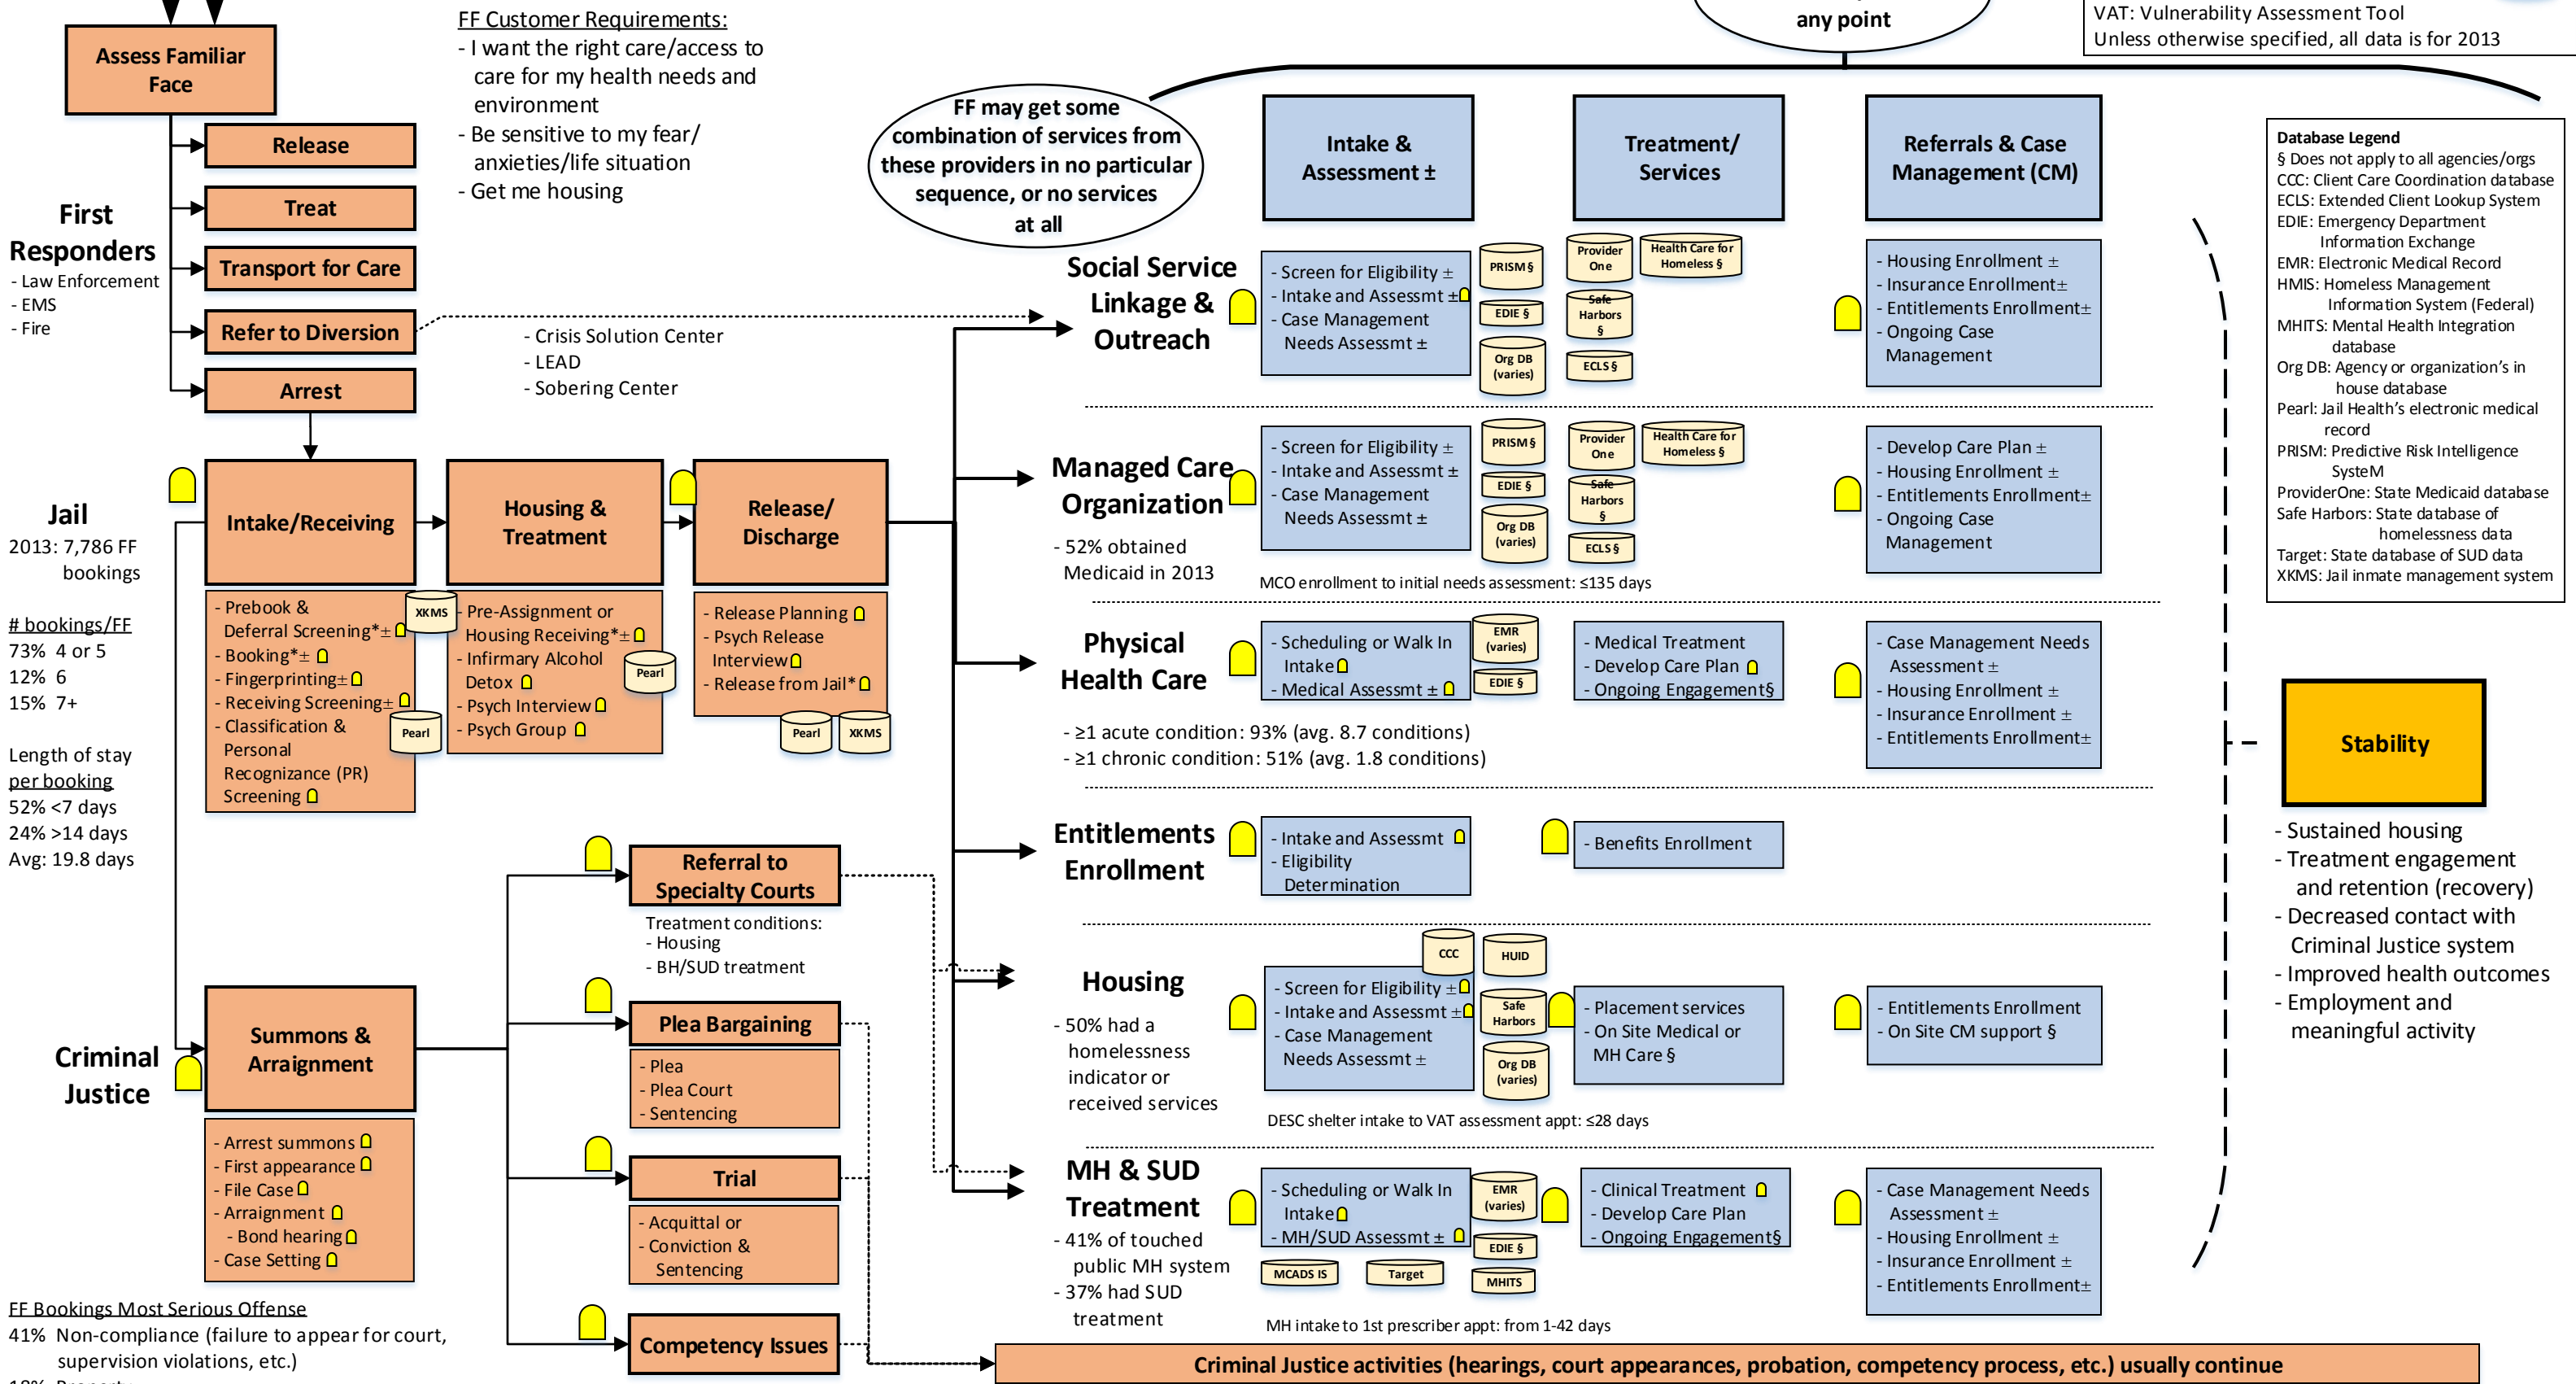 any point
VAT: Vulnerability Assessment Tool
Unless otherwise specified, all data is for 2013
Assess Familiar
Face
Release
Treat
Transport for Care
Refer to Diversion
Arrest
First
Responders
- Law Enforcement
- EMS
- Fire
FF Customer Requirements:
- I want the right care/access to
care for my health needs and
environment
- Be sensitive to my fear/
anxieties/life situation
- Get me housing
- Crisis Solution Center
- LEAD
- Sobering Center
FF may get some
combination of services from
these providers in no particular
sequence, or no services
at all
Intake &
Assessment ±
Treatment/
Services
Referrals & Case
Management (CM)
Database Legend
§ Does not apply to all agencies/orgs
CCC: Client Care Coordination database
ECLS: Extended Client Lookup System
EDIE: Emergency Department
Information Exchange
EMR: Electronic Medical Record
HMIS: Homeless Management
Information System (Federal)
MHITS: Mental Health Integration
database
Org DB: Agency or organization's in
house database
Pearl: Jail Health's electronic medical
record
PRISM: Predictive Risk Intelligence
SysteM
ProviderOne: State Medicaid database
Safe Harbors: State database of
homelessness data
Target: State database of SUD data
XKMS: Jail inmate management system
Jail
2013: 7,786 FF
bookings
# bookings/FF
73% 4 or 5
12% 6
15% 7+
Length of stay
per booking
52% <7 days
24% >14 days
Avg: 19.8 days
Intake/Receiving
- Prebook &
Deferral Screening*±
- Booking*±
- Fingerprinting±
- Receiving Screening±
- Classification &
Personal
Recognizance (PR)
Screening
XKMS
Pearl
Housing &
Treatment
- Pre-Assignment or
Housing Receiving*±
- Infirmary Alcohol
Detox
- Psych Interview
- Psych Group
Pearl
Release/
Discharge
- Release Planning
- Psych Release
Interview
- Release from Jail*
Pearl
XKMS
Criminal
Justice
Summons &
Arraignment
- Arrest summons
- First appearance
- File Case
- Arraignment
- Bond hearing
- Case Setting
Referral to
Specialty Courts
Treatment conditions:
- Housing
- BH/SUD treatment
Plea Bargaining
- Plea
- Plea Court
- Sentencing
Trial
- Acquittal or
- Conviction &
Sentencing
Competency Issues
FF Bookings Most Serious Offense
41% Non-compliance (failure to appear for court,
supervision violations, etc.)
18% Property
Social Service
Linkage &
Outreach
- Screen for Eligibility ±
- Intake and Assessmt ±
- Case Management
Needs Assessmt ±
PRISM §
EDIE §
Org DB
(varies)
Provider
One
Health Care for
Homeless §
Safe
Harbors
§
ECLS §
- Housing Enrollment ±
- Insurance Enrollment±
- Entitlements Enrollment±
- Ongoing Case
Management
Managed Care
Organization
- 52% obtained
Medicaid in 2013
- Screen for Eligibility ±
- Intake and Assessmt ±
- Case Management
Needs Assessmt ±
PRISM §
EDIE §
Org DB
(varies)
Provider
One
Health Care for
Homeless §
Safe
Harbors
§
ECLS §
- Develop Care Plan ±
- Housing Enrollment ±
- Entitlements Enrollment±
- Ongoing Case
Management
MCO enrollment to initial needs assessment: ≤135 days
Physical
Health Care
- Scheduling or Walk In
Intake
- Medical Assessmt ±
EMR
(varies)
EDIE §
- Medical Treatment
- Develop Care Plan
- Ongoing Engagement§
- Case Management Needs
Assessment ±
- Housing Enrollment ±
- Insurance Enrollment ±
- Entitlements Enrollment±
- ≥1 acute condition: 93% (avg. 8.7 conditions)
- ≥1 chronic condition: 51% (avg. 1.8 conditions)
Entitlements
Enrollment
- Intake and Assessmt
- Eligibility
Determination
- Benefits Enrollment
Housing
- 50% had a
homelessness
indicator or
received services
CCC
HUID
- Screen for Eligibility ±
- Intake and Assessmt ±
- Case Management
Needs Assessmt ±
Safe
Harbors
Org DB
(varies)
- Placement services
- On Site Medical or
MH Care §
- Entitlements Enrollment
- On Site CM support §
DESC shelter intake to VAT assessment appt: ≤28 days
MH & SUD
Treatment
- 41% of touched
public MH system
- 37% had SUD
treatment
- Scheduling or Walk In
Intake
- MH/SUD Assessmt ±
EMR
(varies)
EDIE §
MHITS
MCADS IS
Target
- Clinical Treatment
- Develop Care Plan
- Ongoing Engagement§
- Case Management Needs
Assessment ±
- Housing Enrollment ±
- Insurance Enrollment ±
- Entitlements Enrollment±
MH intake to 1st prescriber appt: from 1-42 days
Criminal Justice activities (hearings, court appearances, probation, competency process, etc.) usually continue
Stability
- Sustained housing
- Treatment engagement
and retention (recovery)
- Decreased contact with
Criminal Justice system
- Improved health outcomes
- Employment and
meaningful activity